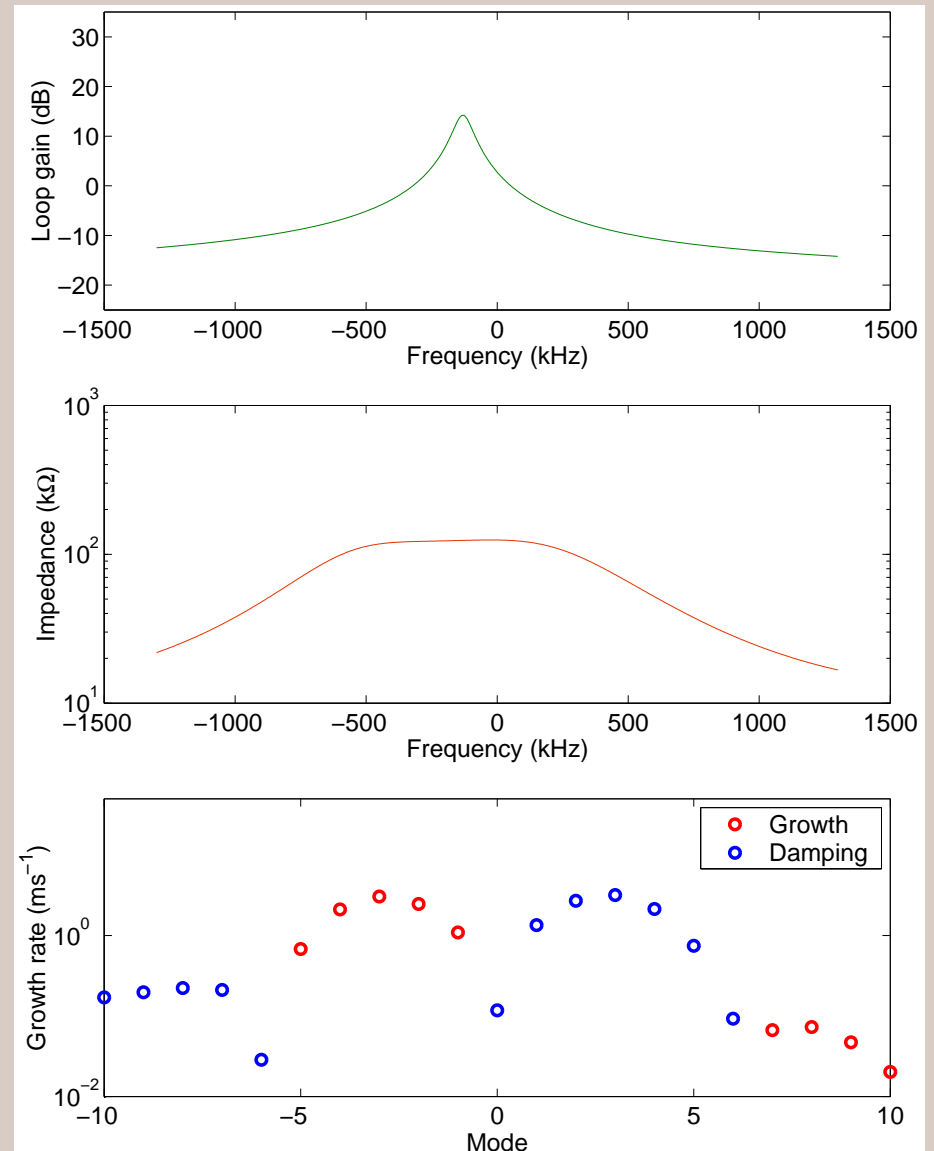 30
20
10
0
−10
−20
Loop gain (dB)
−1500 −1000 −500 0 500 1000 1500
Frequency (kHz)
10^3
10^2
10^1
Impedance (kΩ)
−1500 −1000 −500 0 500 1000 1500
Frequency (kHz)
Growth
Damping
10^0
10^−2
Growth rate (ms^−1)
−10 −5 0 5 10
Mode